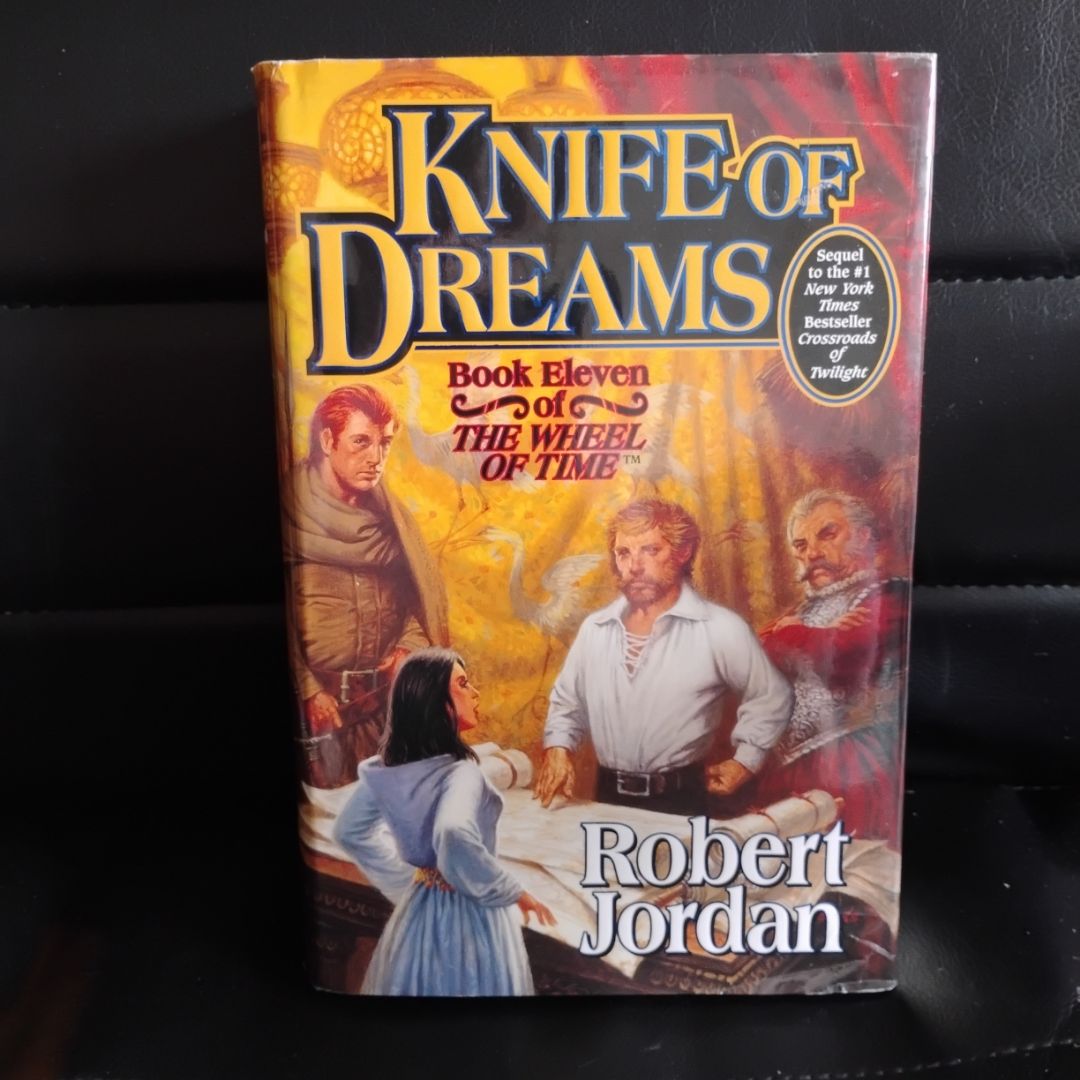 KNIFE OF
DREAMS
Sequel
to the #1
New York
Times
Bestseller
Crossroads
of
Twilight
Book Eleven
of
THE WHEEL
OF TIME™
Robert
Jordan